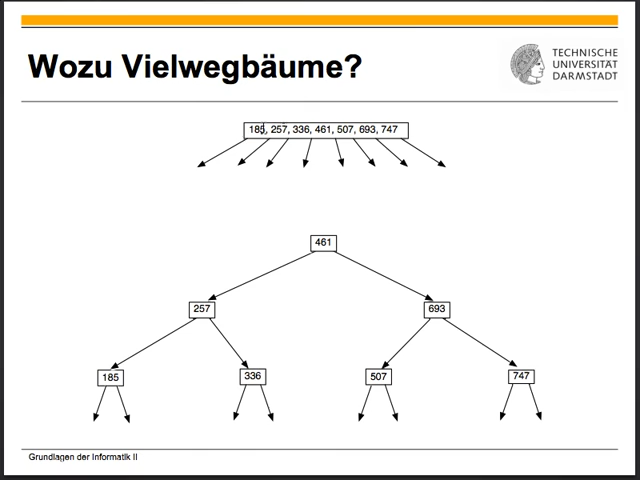 Wozu Vielwegbäume?
TECHNISCHE
UNIVERSITÄT
DARMSTADT
185, 257, 336, 461, 507, 693, 747
461
257
693
185
336
507
747
Grundlagen der Informatik II